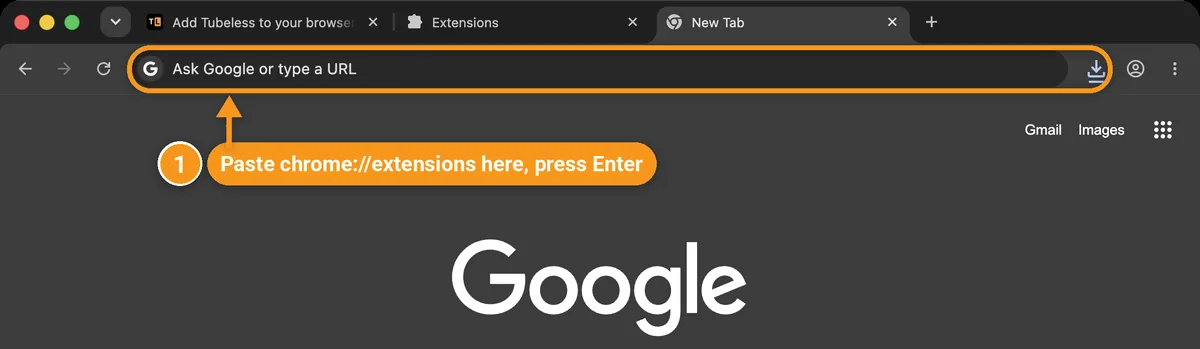 TL Add Tubeless to your browse
Extensions
New Tab
G Ask Google or type a URL
Gmail Images
1 Paste chrome://extensions here, press Enter
Google